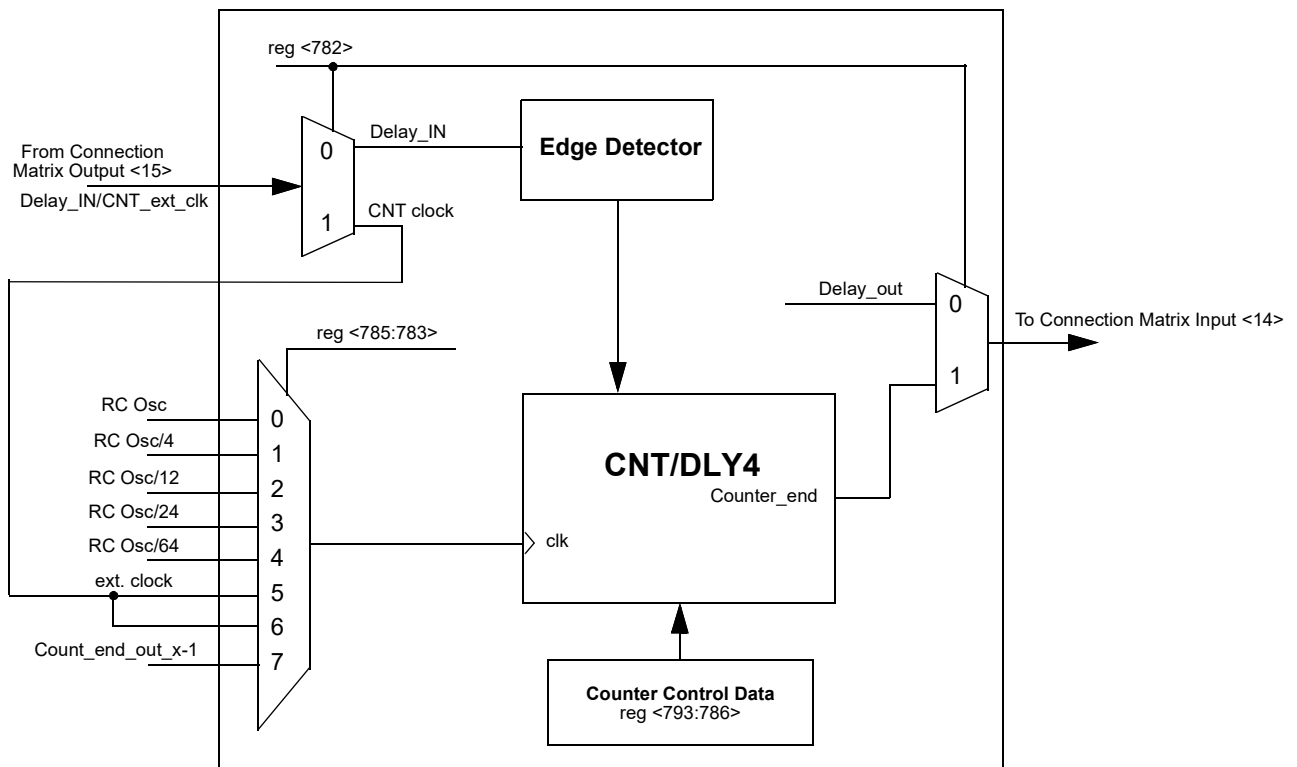 reg <782>
From Connection
Matrix Output <15>
Delay_IN/CNT_ext_clk
0
1
Delay_IN
CNT clock
Edge Detector
Delay_out
0
1
To Connection Matrix Input <14>
reg <785:783>
RC Osc
RC Osc/4
RC Osc/12
RC Osc/24
RC Osc/64
ext. clock
Count_end_out_x-1
0
1
2
3
4
5
6
7
CNT/DLY4
Counter_end
clk
Counter Control Data
reg <793:786>